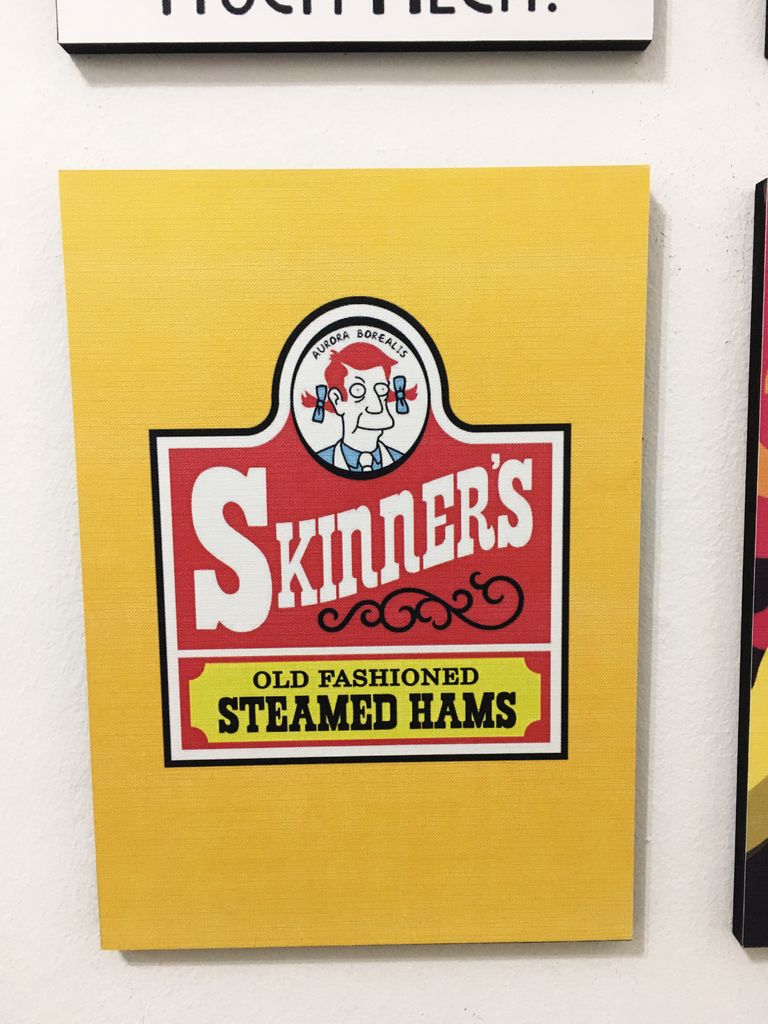 AURORA BOREALIS
SKINNER'S
OLD FASHIONED
STEAMED HAMS